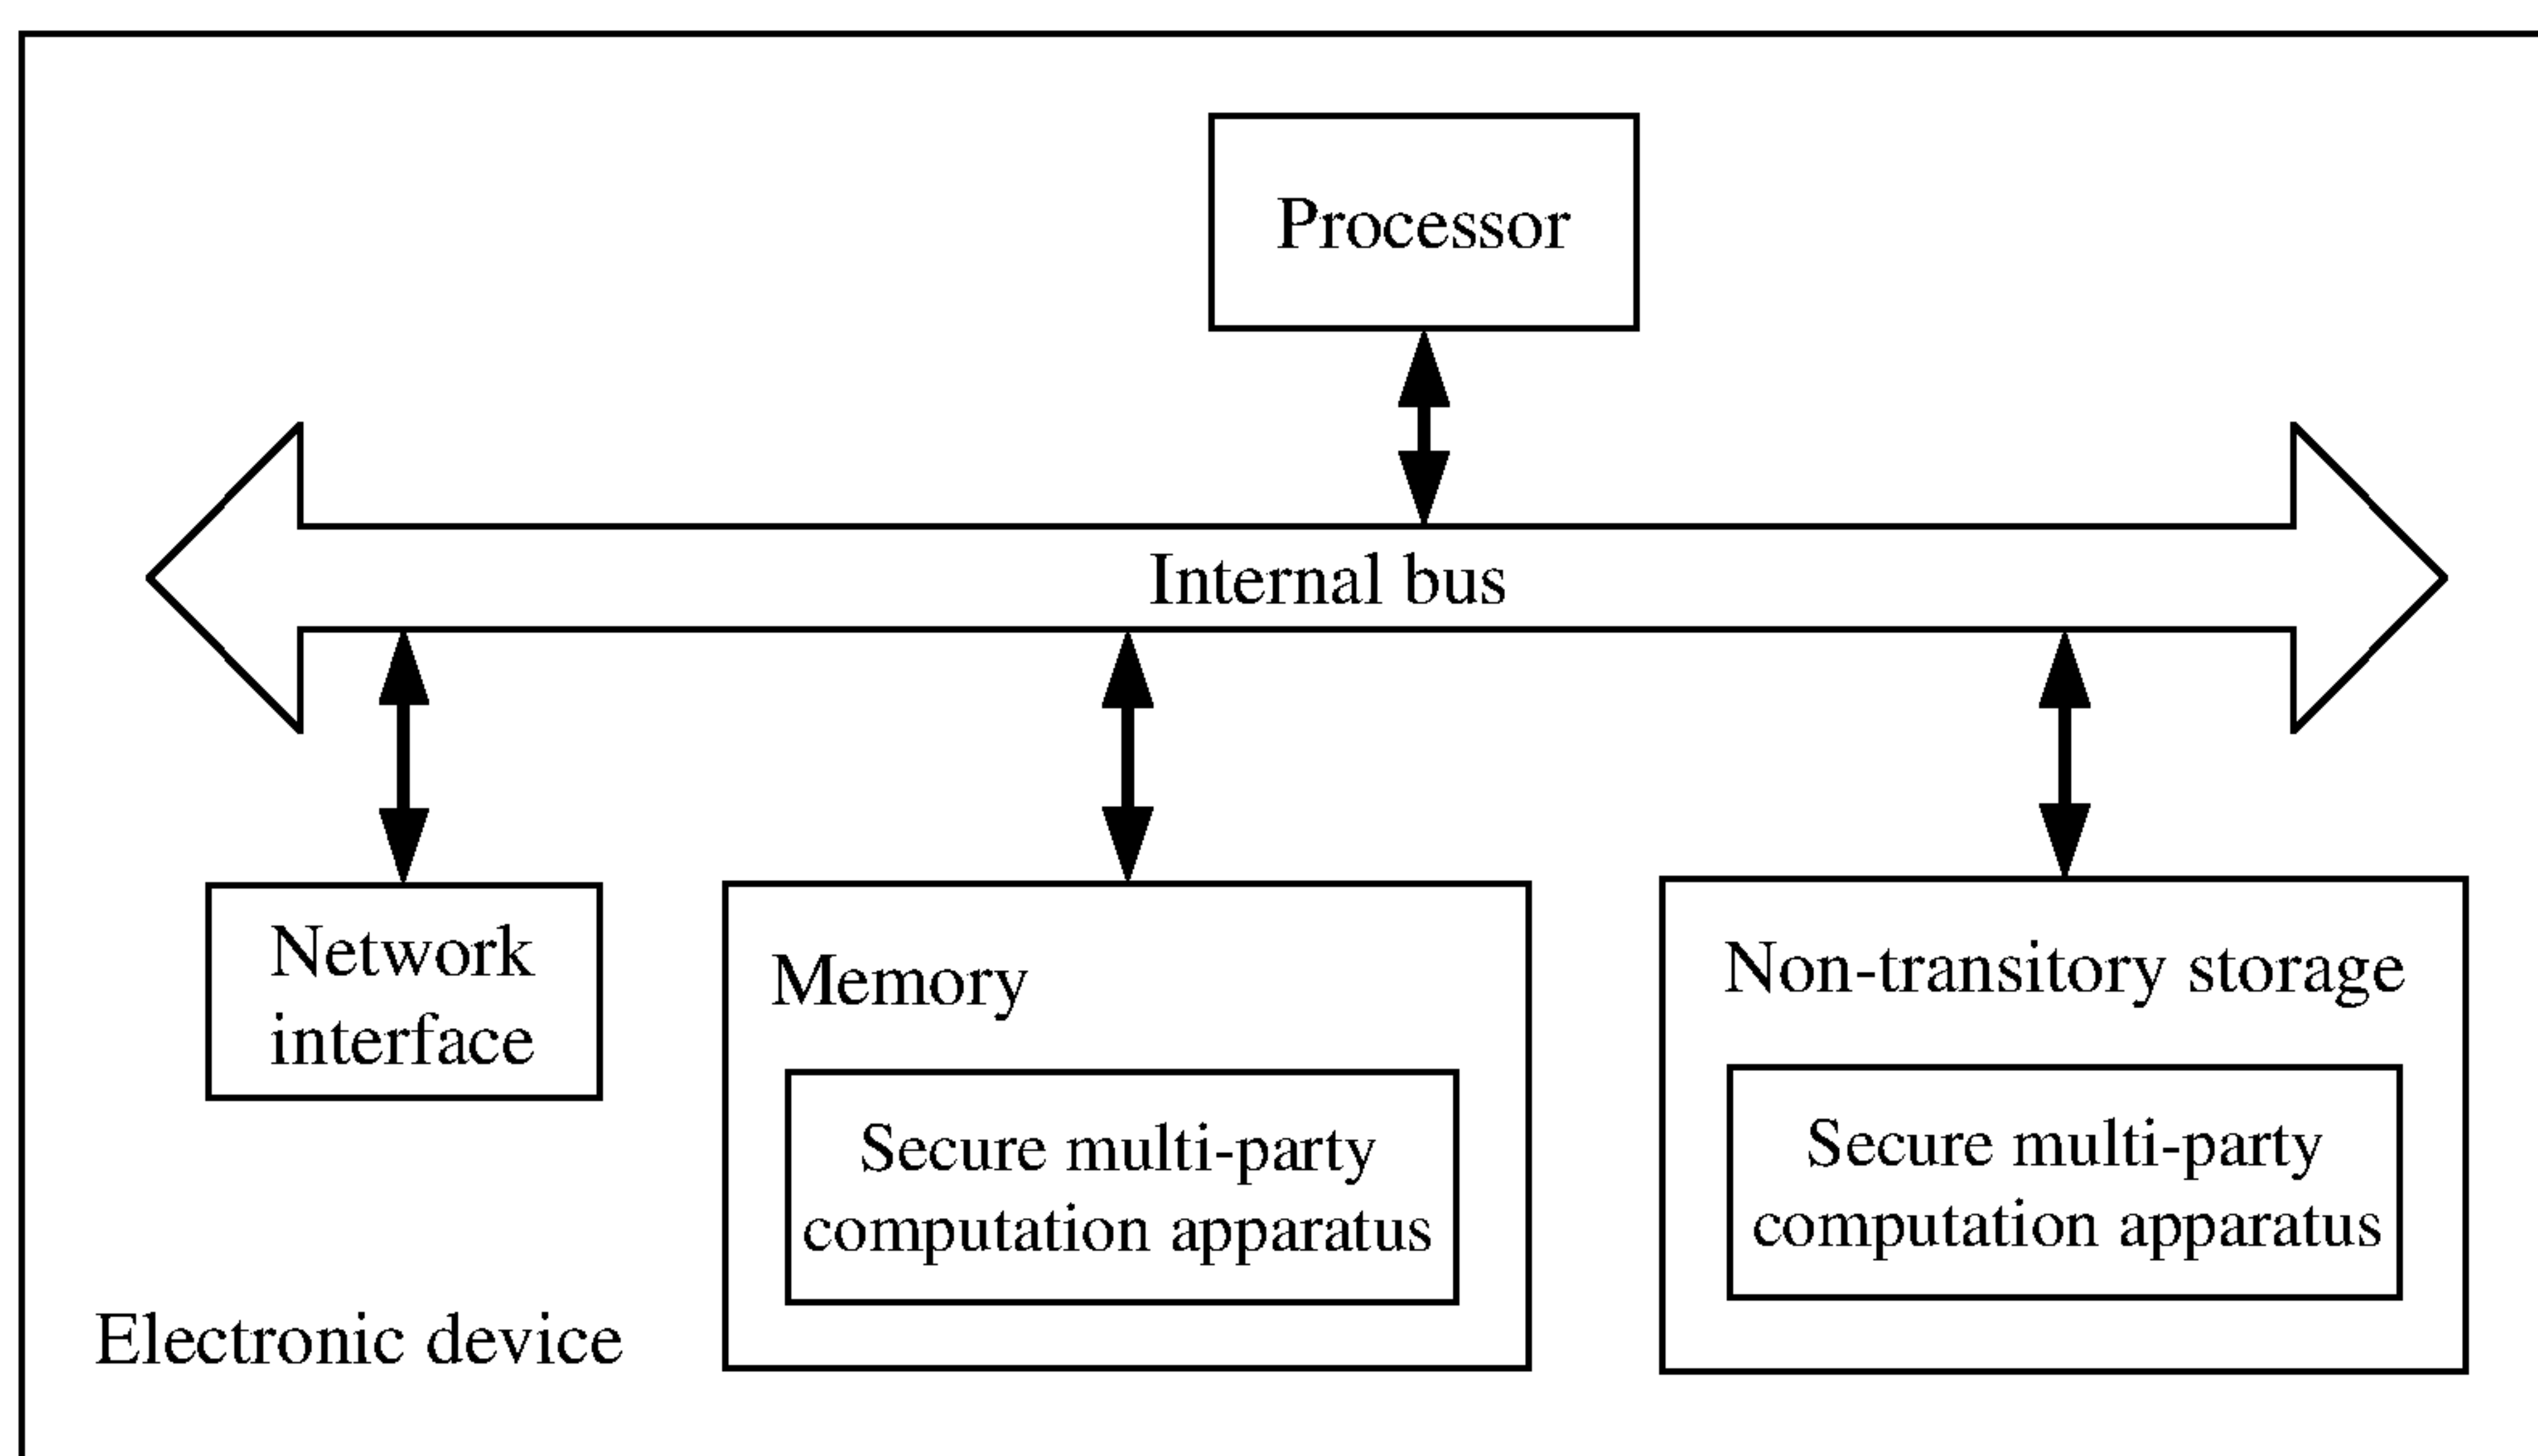 Processor
Internal bus
Network
interface
Memory
Secure multi-party
computation apparatus
Non-transitory storage
Secure multi-party
computation apparatus
Electronic device